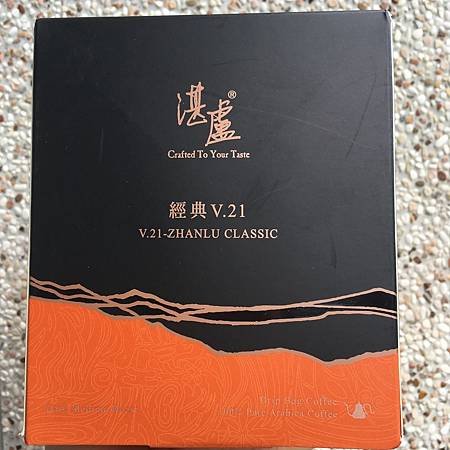 湛盧®
Crafted To Your Taste
經典V.21
V.21-ZHANLU CLASSIC
Drip Bag Coffee
100% Pure Arabica Coffee